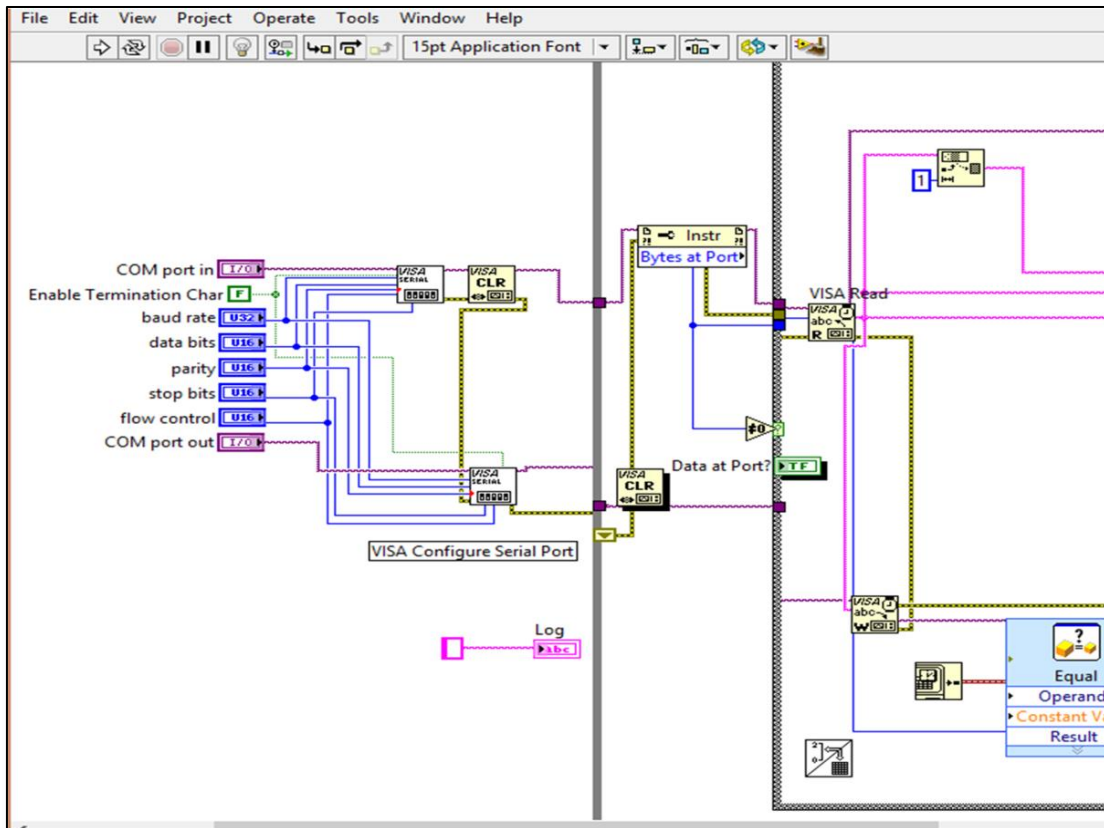 File Edit View Project Operate Tools Window Help
15pt Application Font
COM port in
I/O
Enable Termination Char
F
baud rate
U32
data bits
U16
parity
U16
stop bits
U16
flow control
U16
COM port out
I/O
VISA
SERIAL
VISA
CLR
VISA
SERIAL
VISA Configure Serial Port
Log
abc
Instr
Bytes at Port
VISA
CLR
≠0
?
Data at Port?
TF
1
VISA Read
VISA
abc
R
VISA
abc
W
?
=
Equal
Operand
Constant Va
Result